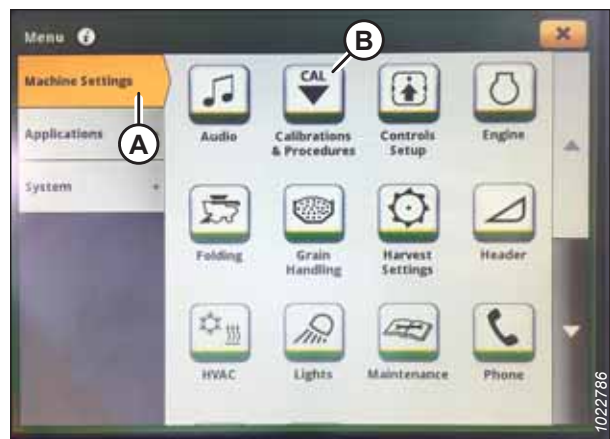 Menu i
B
Machine Settings
A
Applications
System
CAL
Audio
Calibrations
& Procedures
Controls
Setup
Engine
Folding
Grain
Handling
Harvest
Settings
Header
HVAC
Lights
Maintenance
Phone
1022786